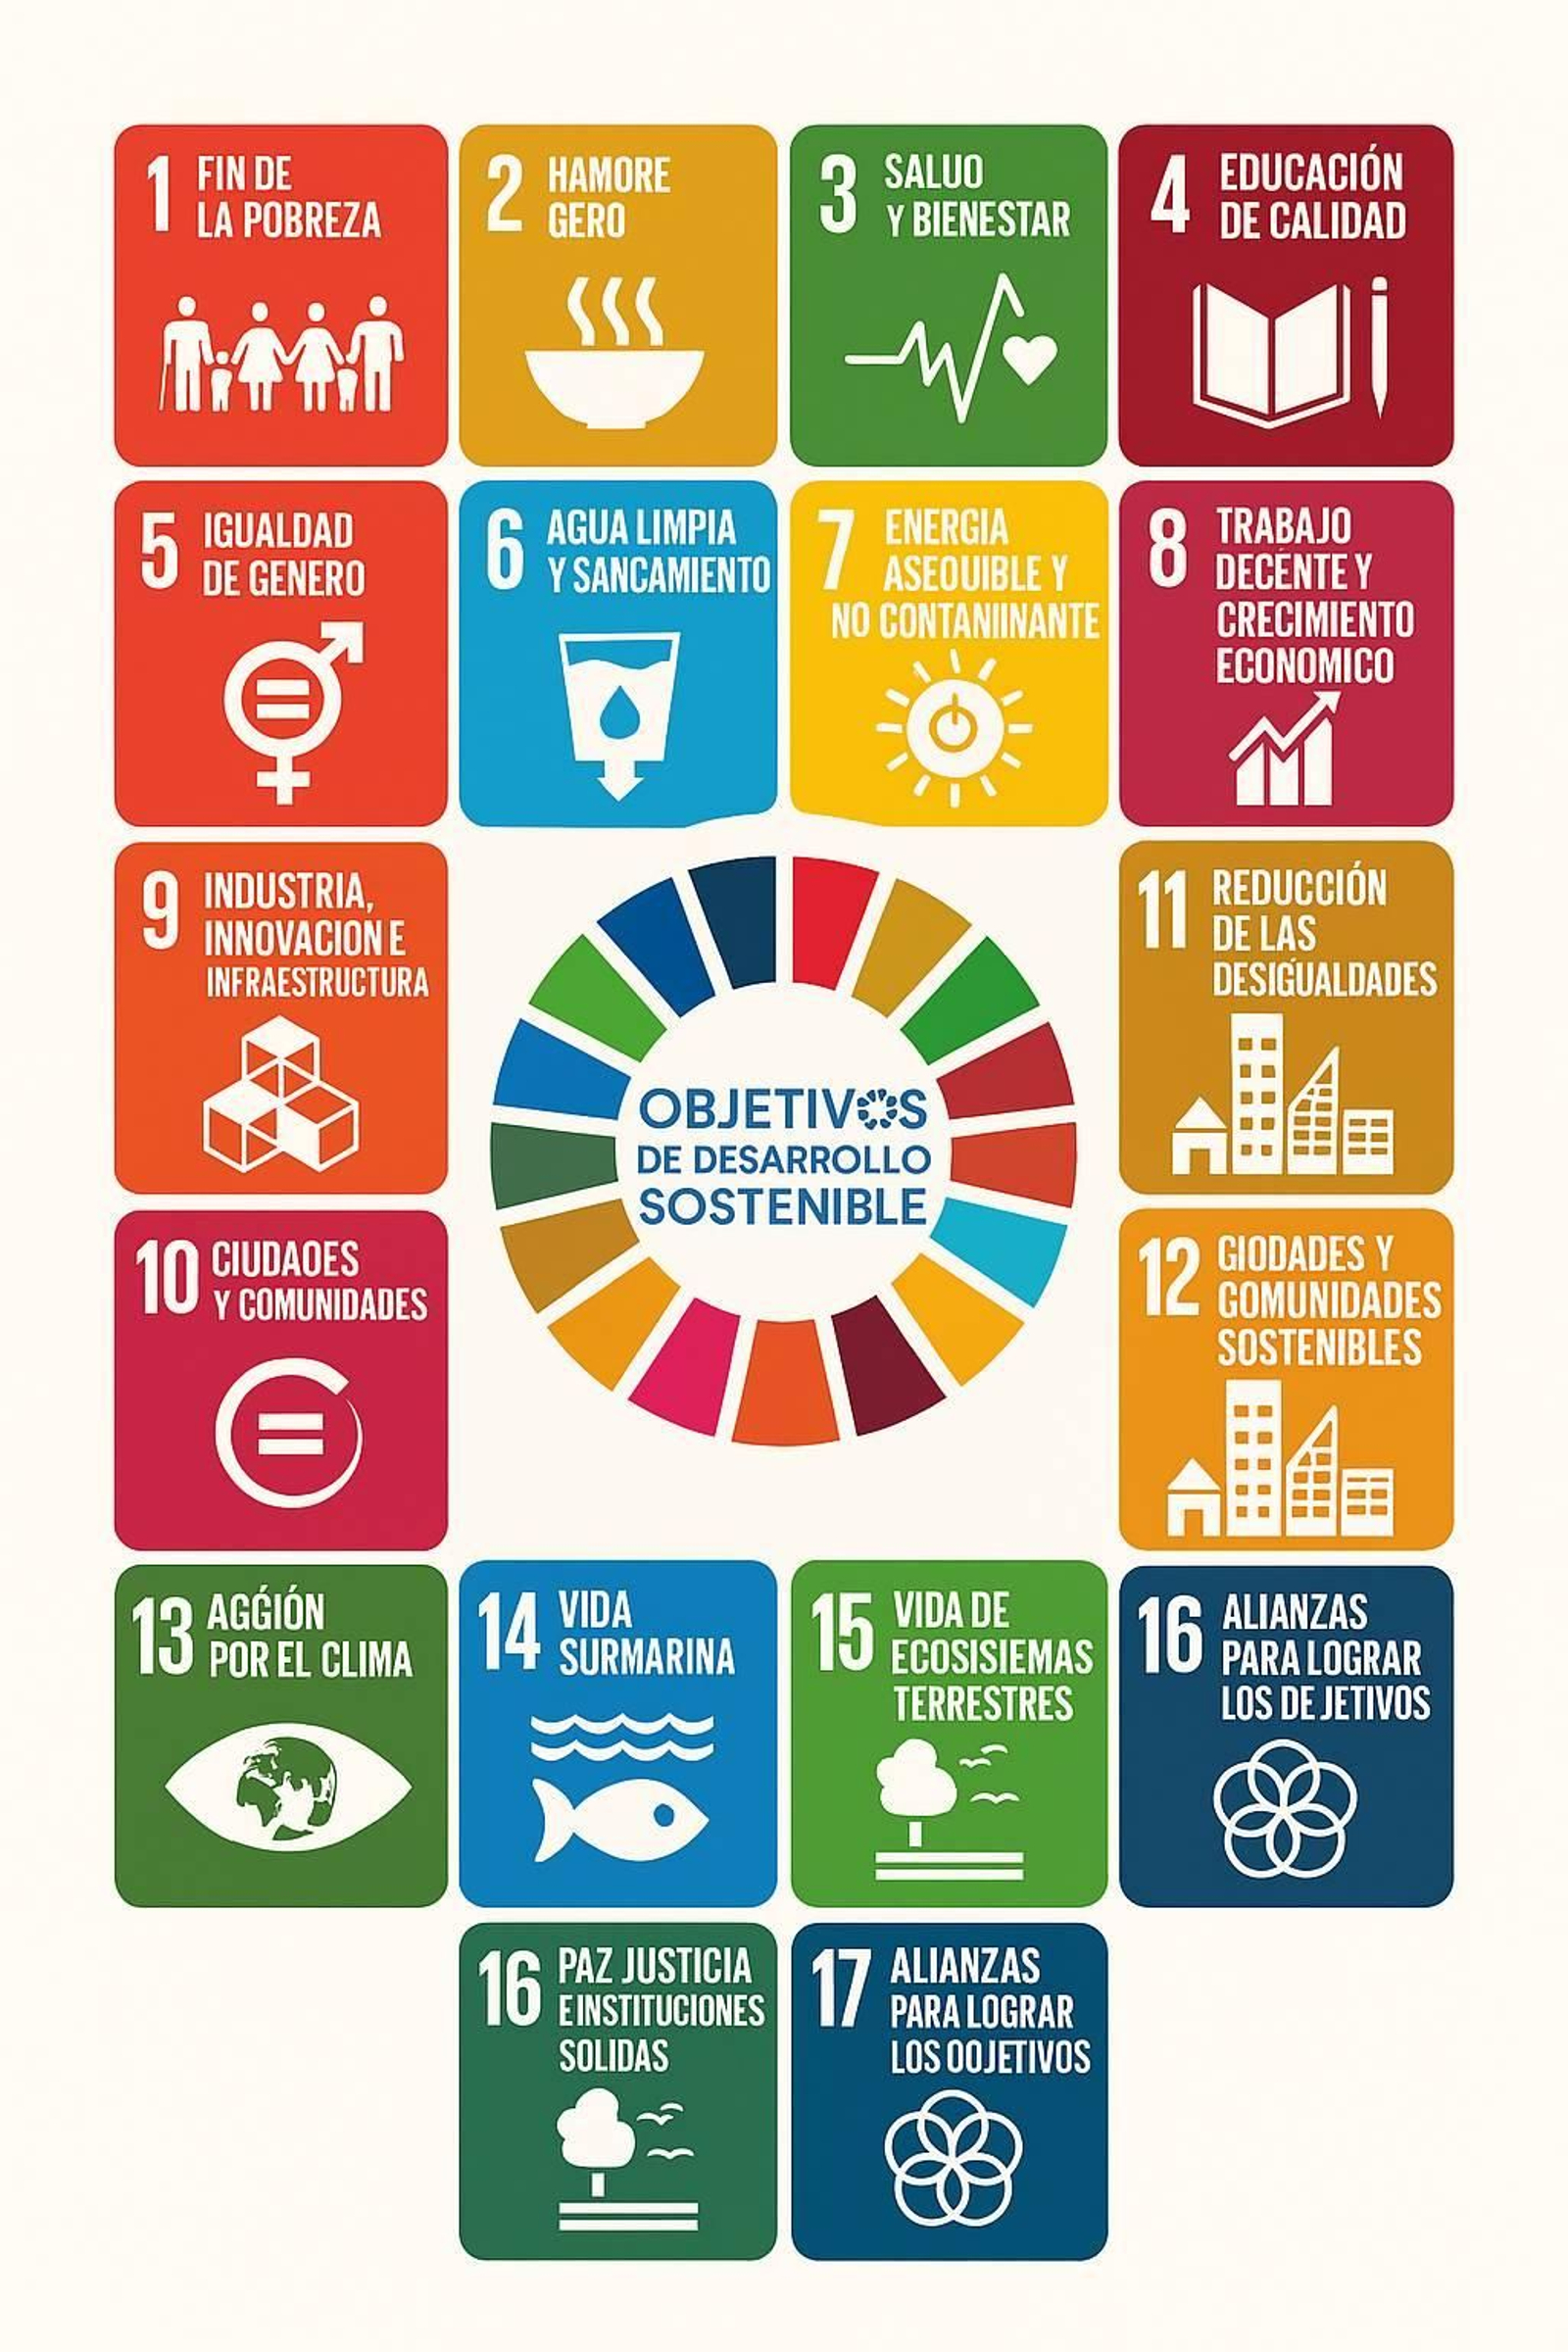 1 FIN DE
LA POBREZA
2 HAMORE
GERO
3 SALUO
Y BIENESTAR
4 EDUCACIÓN
DE CALIDAD
5 IGUALDAD
DE GENERO
6 AGUA LIMPIA
Y SANCAMIENTO
7 ENERGIA
ASEOUIBLE Y
NO CONTANIINANTE
8 TRABAJO
DECÉNTE Y
CRECIMIENTO
ECONOMICO
9 INDUSTRIA,
INNOVACION E
INFRAESTRUCTURA
OBJETIVOS
DE DESARROLLO
SOSTENIBLE
11 REDUCCIÓN
DE LAS
DESIGUALDADES
10 CIUDAOES
Y COMUNIDADES
12 GIODADES Y
GOMUNIDADES
SOSTENIBLES
13 AGǴIÓN
POR EL CLIMA
14 VIDA
SURMARINA
15 VIDA DE
ECOSISIEMAS
TERRESTRES
16 ALIANZAS
PARA LOGRAR
LOS DE JETIVOS
16 PAZ JUSTICIA
E INSTITUCIONES
SOLIDAS
17 ALIANZAS
PARA LOGRAR
LOS OOJETIVOS